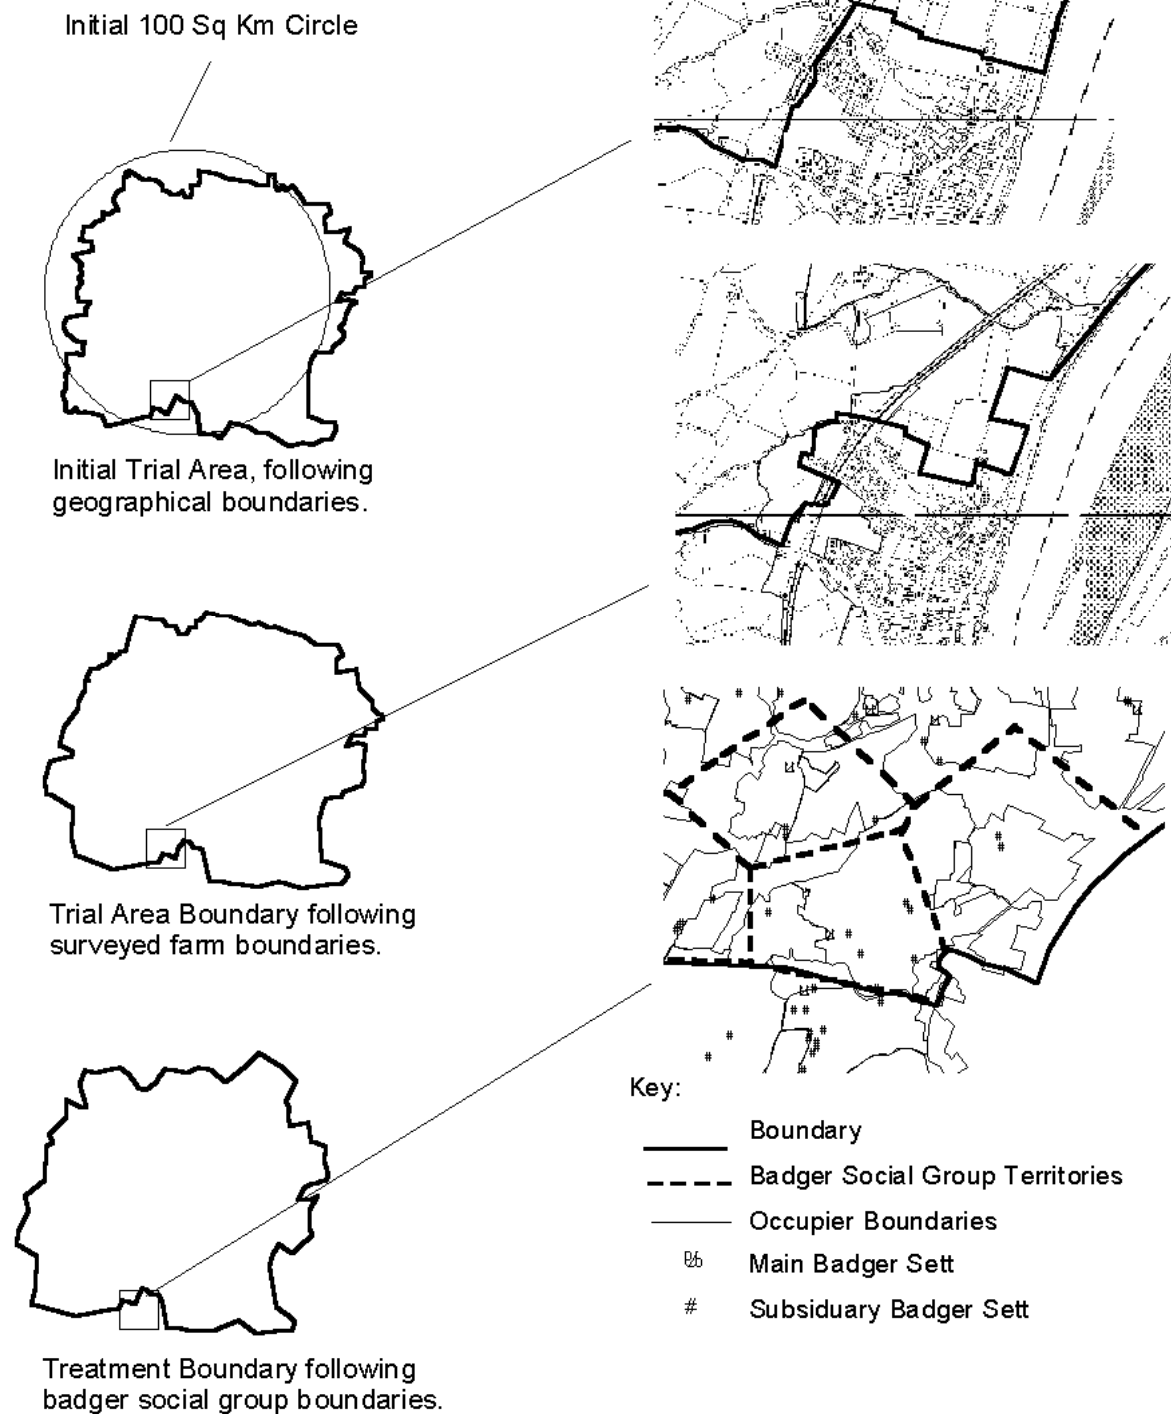 Initial 100 Sq Km Circle
Initial Trial Area, following
geographical boundaries.
Trial Area Boundary following
surveyed farm boundaries.
Key:
Boundary
Badger Social Group Territories
Occupier Boundaries
Main Badger Sett
# Subsiduary Badger Sett
Treatment Boundary following
badger social group boundaries.